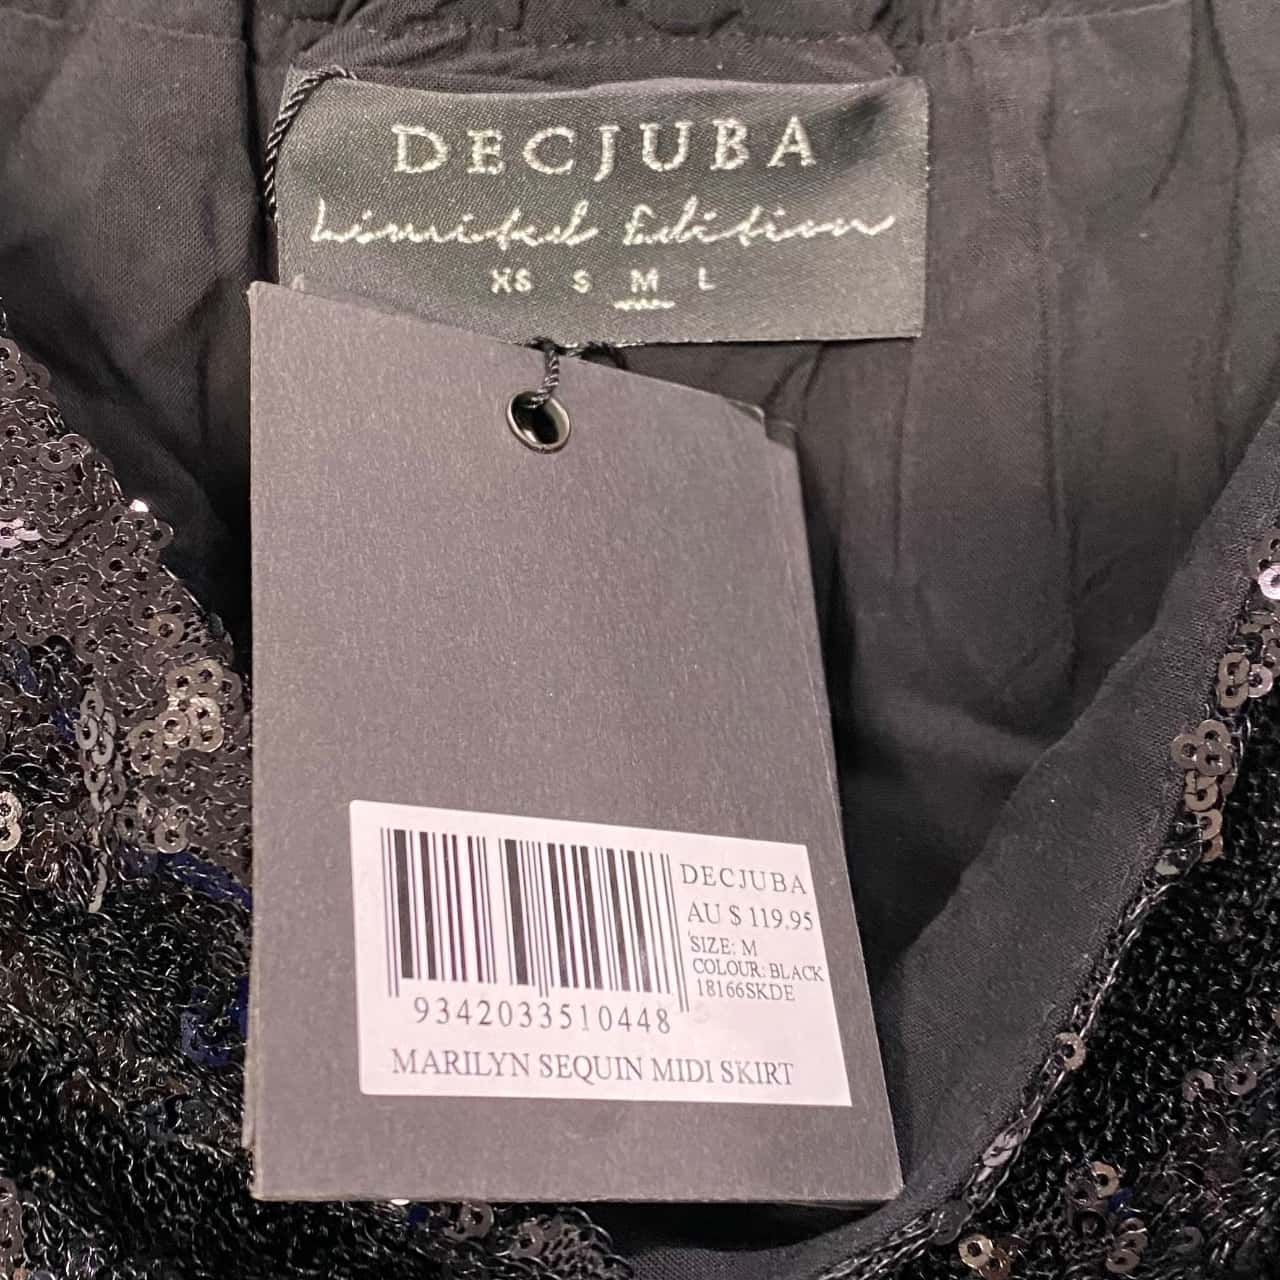 DECJUBA
Limited Edition
XS S M L
DECJUBA
AU $ 119.95
SIZE: M
COLOUR: BLACK
18166SKDE
9342033510448
MARILYN SEQUIN MIDI SKIRT